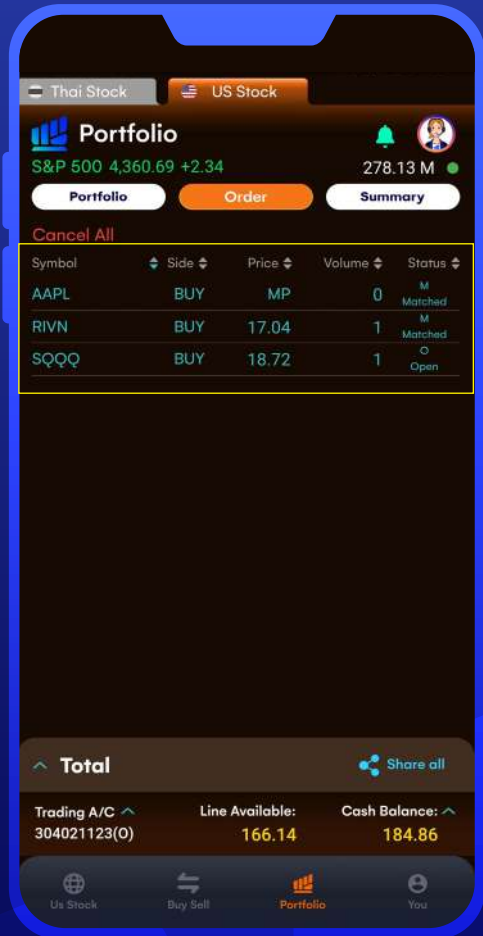 Thai Stock US Stock
Portfolio
S&P 500 4,360.69 +2.34 278.13 M
Portfolio Order Summary
Cancel All
Symbol Side Price Volume Status
AAPL BUY MP 0 M Matched
RIVN BUY 17.04 1 M Matched
SQQQ BUY 18.72 1 O Open
Total Share all
Trading A/C Line Available: Cash Balance:
304021123(O) 166.14 184.86
Us Stock Buy Sell Portfolio You